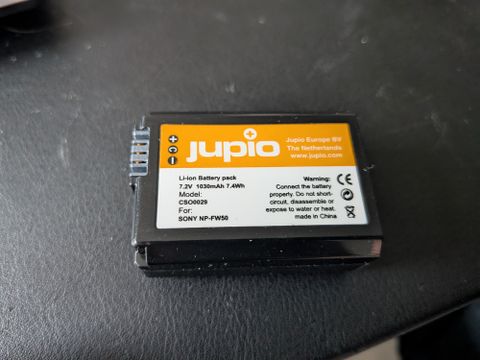 jupio
Jupio Europe BV
The Netherlands
www.jupio.com
Li-Ion Battery pack
7.2V 1030mAh 7.4Wh
Model:
CSO0029
For:
SONY NP-FW50
Warning:
Connect the battery
properly. Do not short-
circuit, disassemble or
expose to water or heat.
made in China
CE
+ C -